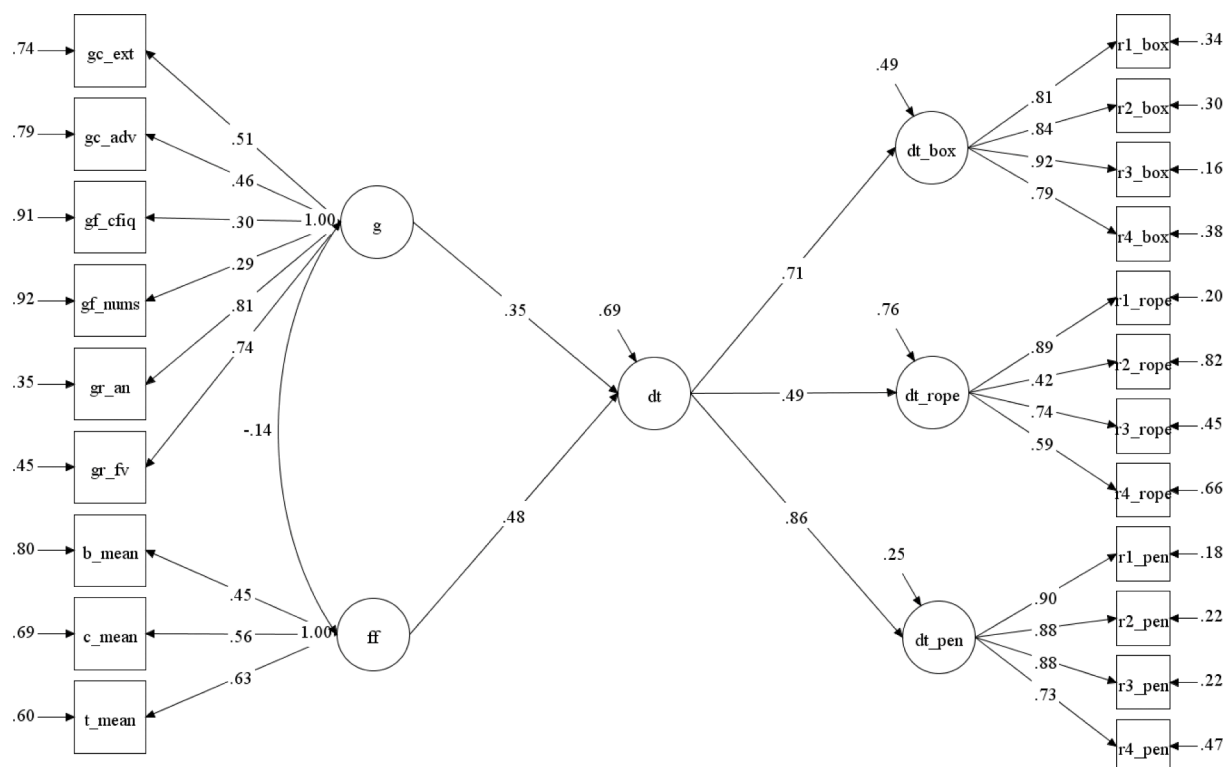 .74
gc_ext
.79
gc_adv
.91
gf_cfiq
.92
gf_nums
.35
gr_an
.45
gr_fv
.80
b_mean
.69
c_mean
.60
t_mean
.51
.46
.30
.29
.81
.74
1.00
g
-.14
.45
.56
.63
1.00
ff
.35
.48
.69
dt
.71
.49
.86
.49
dt_box
.76
dt_rope
.25
dt_pen
.81
.84
.92
.79
r1_box
.34
r2_box
.30
r3_box
.16
r4_box
.38
.89
.42
.74
.59
r1_rope
.20
r2_rope
.82
r3_rope
.45
r4_rope
.66
.90
.88
.88
.73
r1_pen
.18
r2_pen
.22
r3_pen
.22
r4_pen
.47